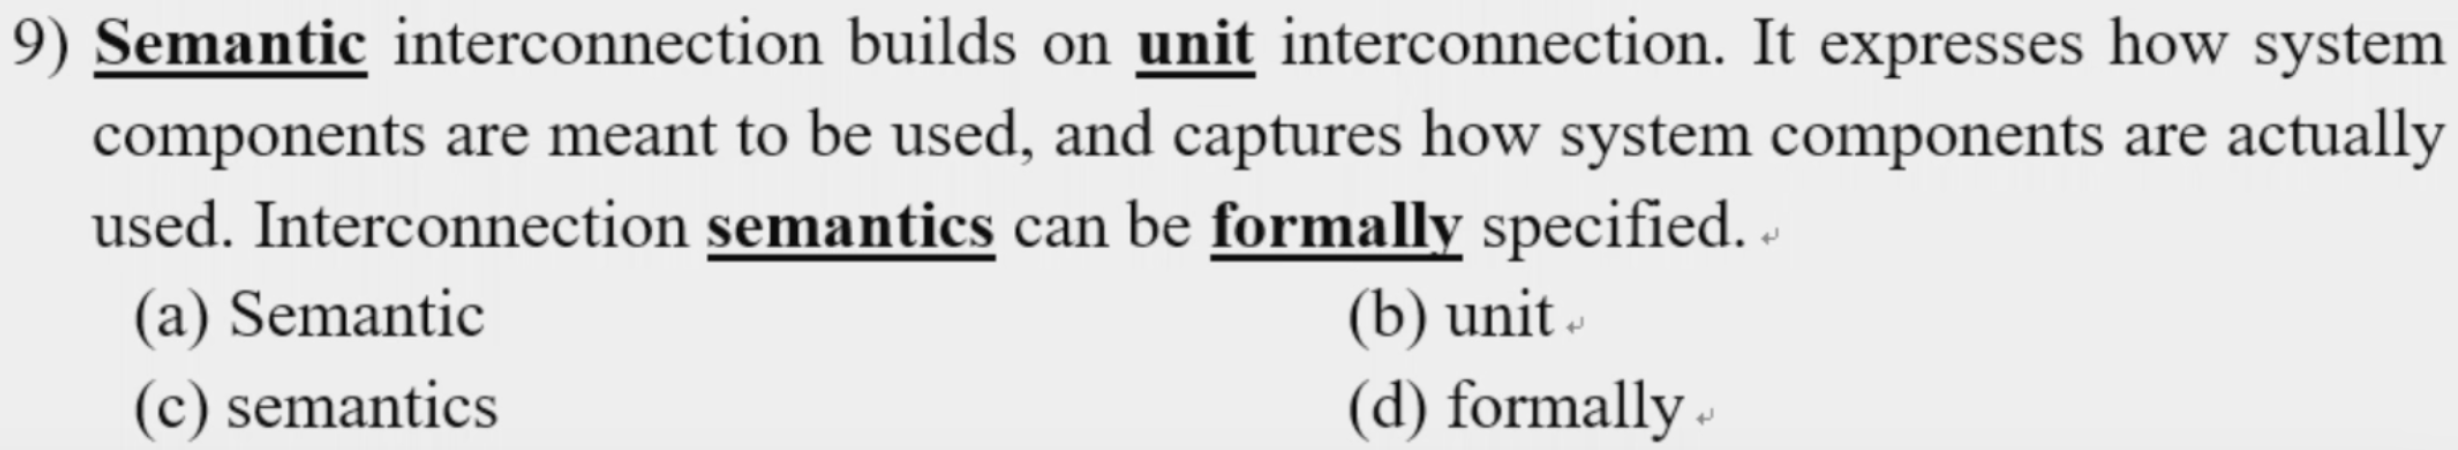 9) Semantic interconnection builds on unit interconnection. It expresses how system
components are meant to be used, and captures how system components are actually
used. Interconnection semantics can be formally specified. ↵
(a) Semantic (b) unit ↵
(c) semantics (d) formally ↵